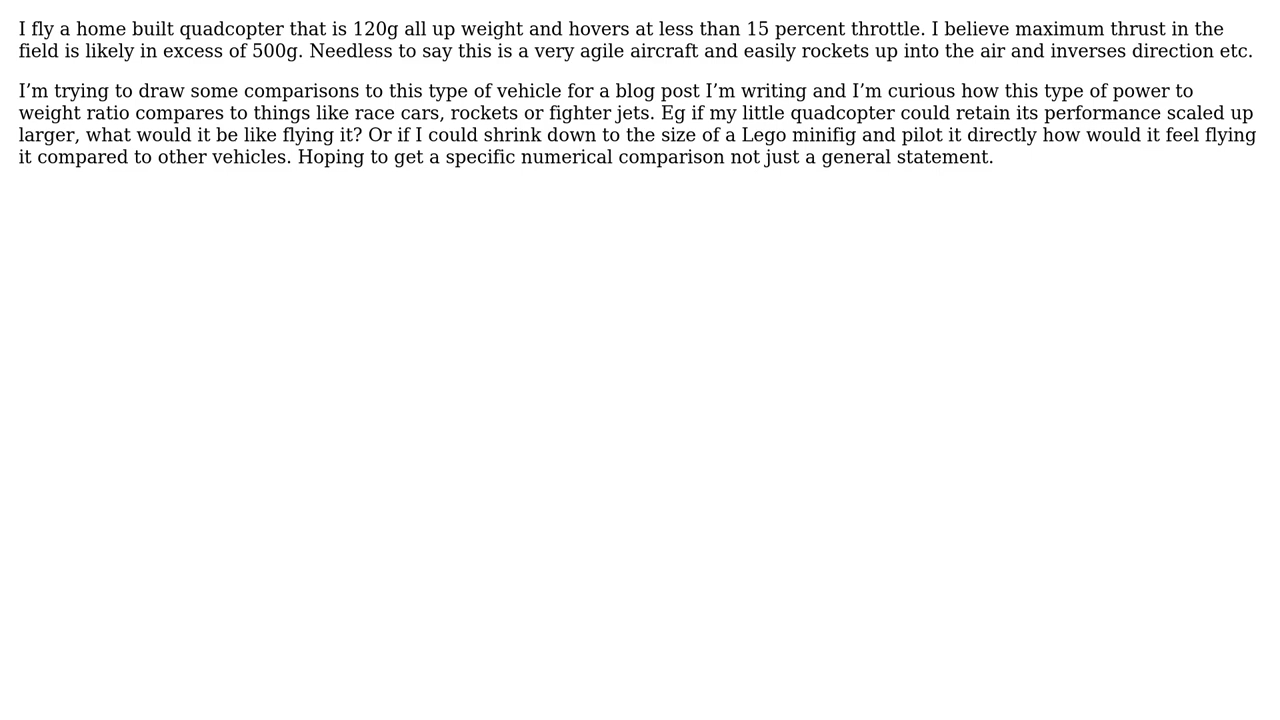 I fly a home built quadcopter that is 120g all up weight and hovers at less than 15 percent throttle. I believe maximum thrust in the
field is likely in excess of 500g. Needless to say this is a very agile aircraft and easily rockets up into the air and inverses direction etc.
I’m trying to draw some comparisons to this type of vehicle for a blog post I’m writing and I’m curious how this type of power to
weight ratio compares to things like race cars, rockets or fighter jets. Eg if my little quadcopter could retain its performance scaled up
larger, what would it be like flying it? Or if I could shrink down to the size of a Lego minifig and pilot it directly how would it feel flying
it compared to other vehicles. Hoping to get a specific numerical comparison not just a general statement.